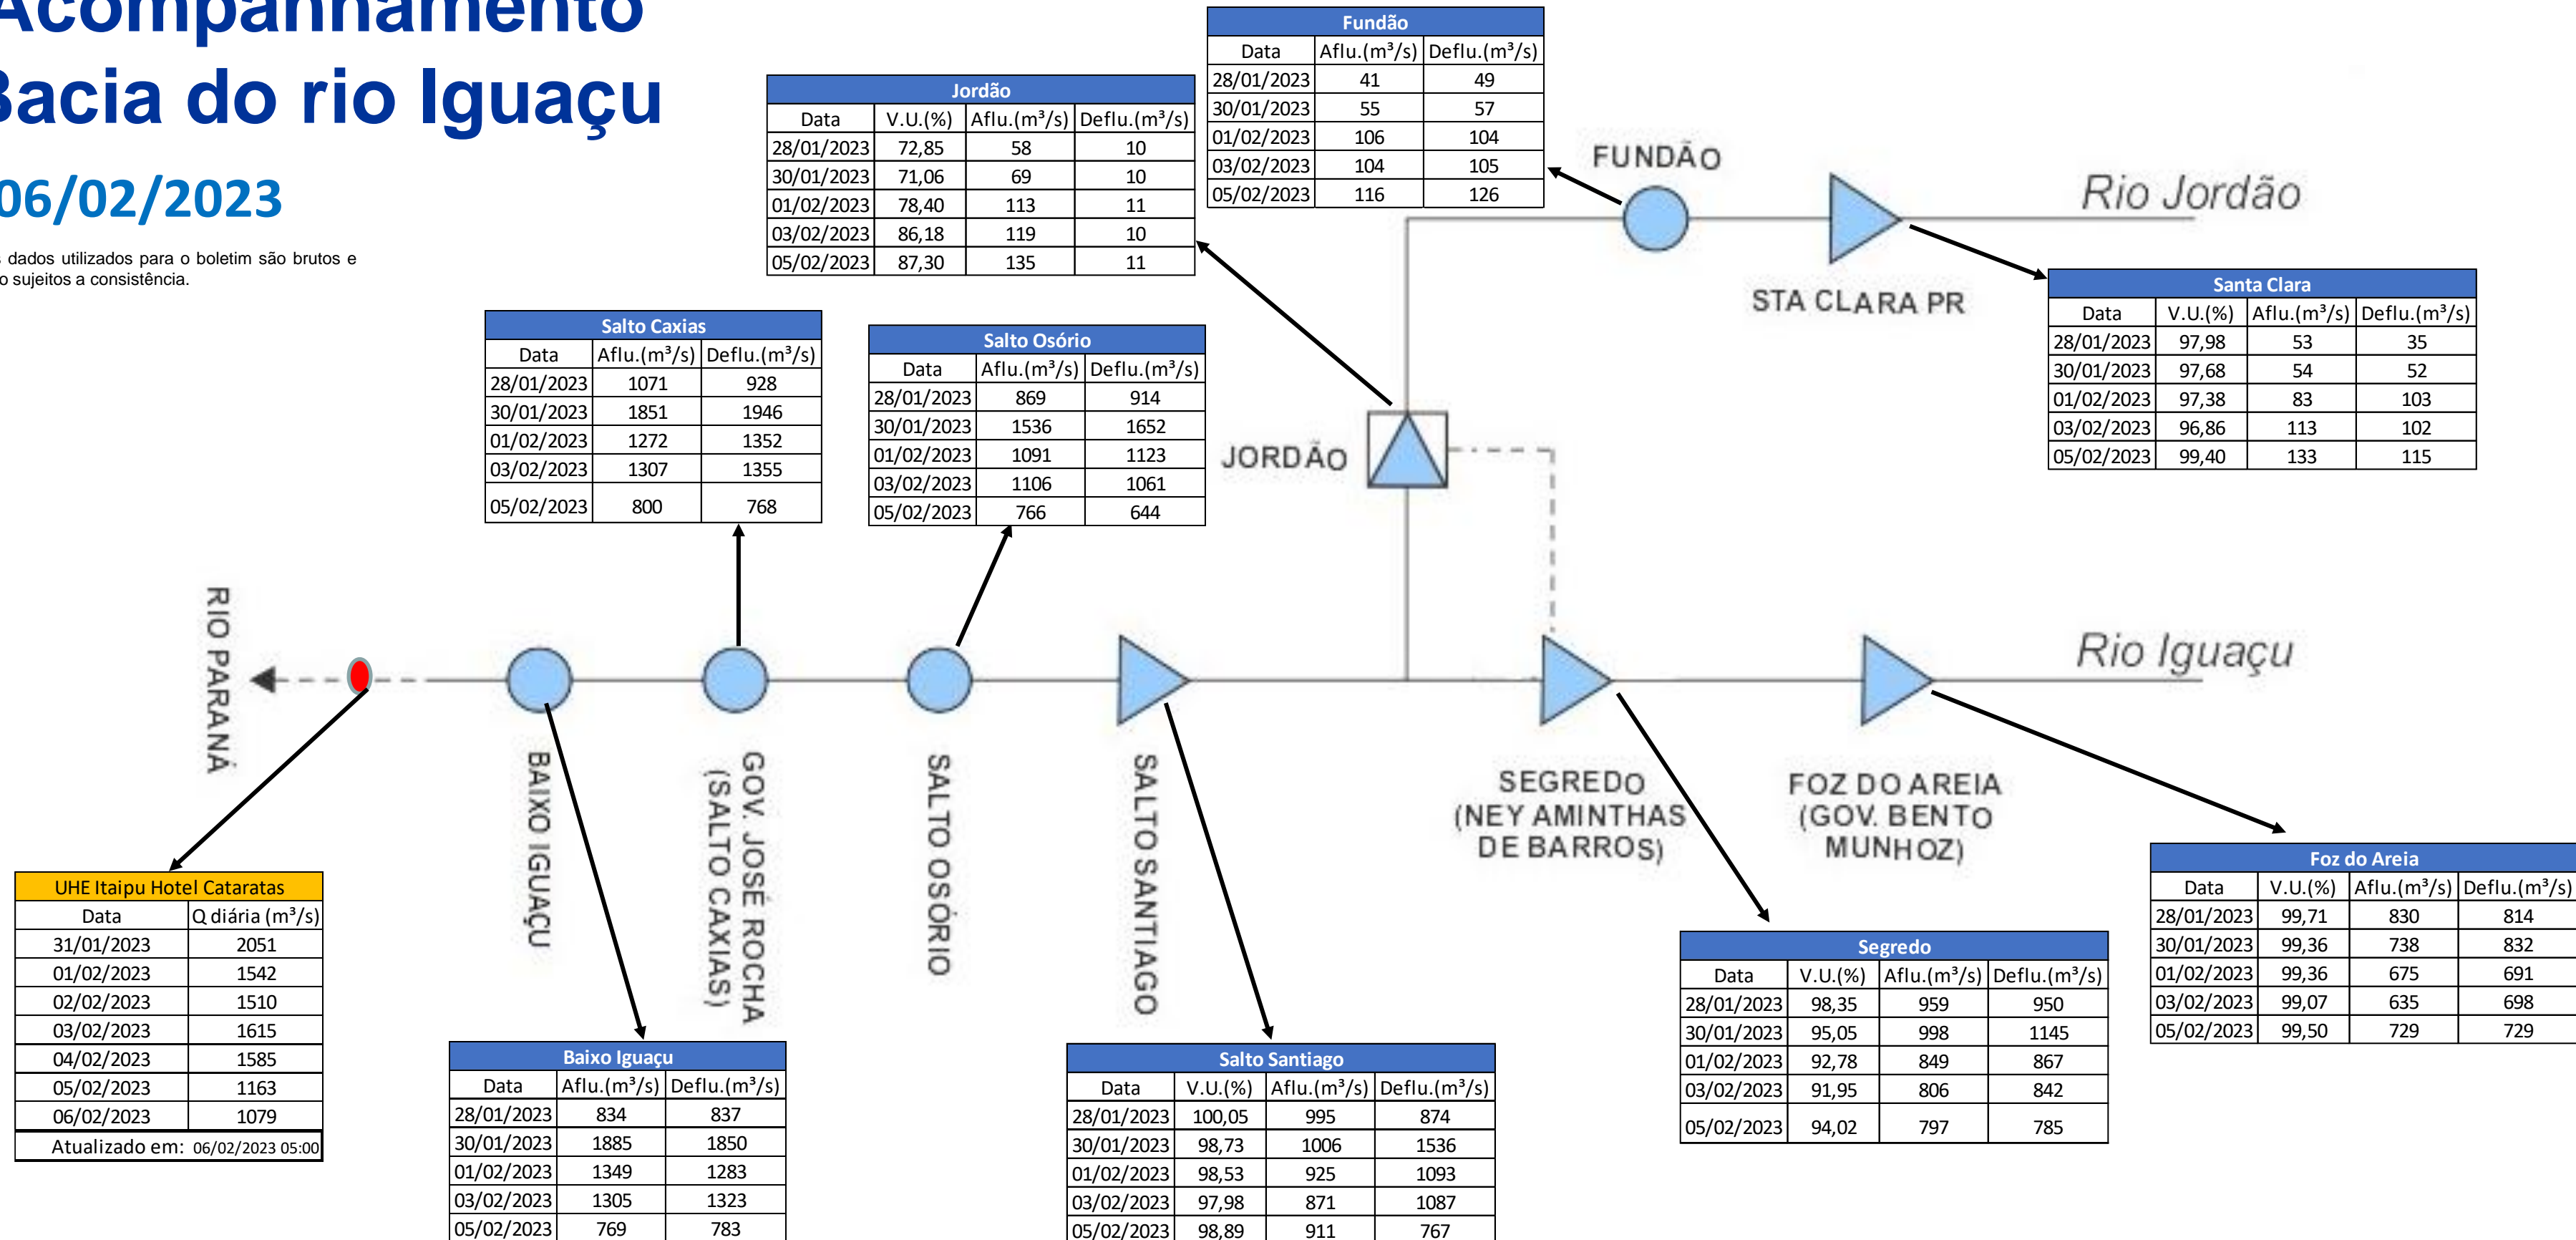 Acompanhamento
Bacia do rio Iguaçu
06/02/2023
dados utilizados para o boletim são brutos e
sujeitos a consistência.
Jordão
Data V.U.(%) Aflu.(m³/s) Deflu.(m³/s)
28/01/2023 72,85 58 10
30/01/2023 71,06 69 10
01/02/2023 78,40 113 11
03/02/2023 86,18 119 10
05/02/2023 87,30 135 11
Fundão
Data Aflu.(m³/s) Deflu.(m³/s)
28/01/2023 41 49
30/01/2023 55 57
01/02/2023 106 104
03/02/2023 104 105
05/02/2023 116 126
FUNDÃO
STA CLARA PR
Rio Jordão
Santa Clara
Data V.U.(%) Aflu.(m³/s) Deflu.(m³/s)
28/01/2023 97,98 53 35
30/01/2023 97,68 54 52
01/02/2023 97,38 83 103
03/02/2023 96,86 113 102
05/02/2023 99,40 133 115
Salto Caxias
Data Aflu.(m³/s) Deflu.(m³/s)
28/01/2023 1071 928
30/01/2023 1851 1946
01/02/2023 1272 1352
03/02/2023 1307 1355
05/02/2023 800 768
Salto Osório
Data Aflu.(m³/s) Deflu.(m³/s)
28/01/2023 869 914
30/01/2023 1536 1652
01/02/2023 1091 1123
03/02/2023 1106 1061
05/02/2023 766 644
JORDÃO
RIO PARANÁ
BAIXO IGUAÇU
GOV. JOSÉ ROCHA
(SALTO CAXIAS)
SALTO OSÓRIO
SALTO SANTIAGO
SEGREDO
(NEY AMINTHAS
DE BARROS)
FOZ DO AREIA
(GOV. BENTO
MUNHOZ)
Rio Iguaçu
UHE Itaipu Hotel Cataratas
Data Q diária (m³/s)
31/01/2023 2051
01/02/2023 1542
02/02/2023 1510
03/02/2023 1615
04/02/2023 1585
05/02/2023 1163
06/02/2023 1079
Atualizado em: 06/02/2023 05:00
Baixo Iguaçu
Data Aflu.(m³/s) Deflu.(m³/s)
28/01/2023 834 837
30/01/2023 1885 1850
01/02/2023 1349 1283
03/02/2023 1305 1323
05/02/2023 769 783
Salto Santiago
Data V.U.(%) Aflu.(m³/s) Deflu.(m³/s)
28/01/2023 100,05 995 874
30/01/2023 98,73 1006 1536
01/02/2023 98,53 925 1093
03/02/2023 97,98 871 1087
05/02/2023 98,89 911 767
Segredo
Data V.U.(%) Aflu.(m³/s) Deflu.(m³/s)
28/01/2023 98,35 959 950
30/01/2023 95,05 998 1145
01/02/2023 92,78 849 867
03/02/2023 91,95 806 842
05/02/2023 94,02 797 785
Foz do Areia
Data V.U.(%) Aflu.(m³/s) Deflu.(m³/s)
28/01/2023 99,71 830 814
30/01/2023 99,36 738 832
01/02/2023 99,36 675 691
03/02/2023 99,07 635 698
05/02/2023 99,50 729 729